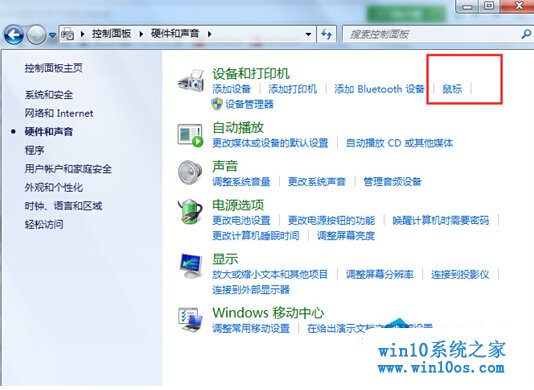 控制面板 硬件和声音 搜索控制面板
控制面板主页
系统和安全
网络和 Internet
硬件和声音
程序
用户帐户和家庭安全
外观和个性化
时钟、语言和区域
轻松访问
设备和打印机
添加设备 添加打印机 添加 Bluetooth 设备 鼠标
设备管理器
自动播放
更改媒体或设备的默认设置 自动播放 CD 或其他媒体
声音
调整系统音量 更改系统声音 管理音频设备
电源选项
更改电池设置 更改电源按钮的功能 唤醒计算机时需要密码
更改计算机睡眠时间 调整屏幕亮度
显示
放大或缩小文本和其他项目 调整屏幕分辨率 连接到投影仪
连接到外部显示器
Windows 移动中心
调整常用移动设置 在给出演示文稿之前调整设置
win10系统之家
www.win10os.com